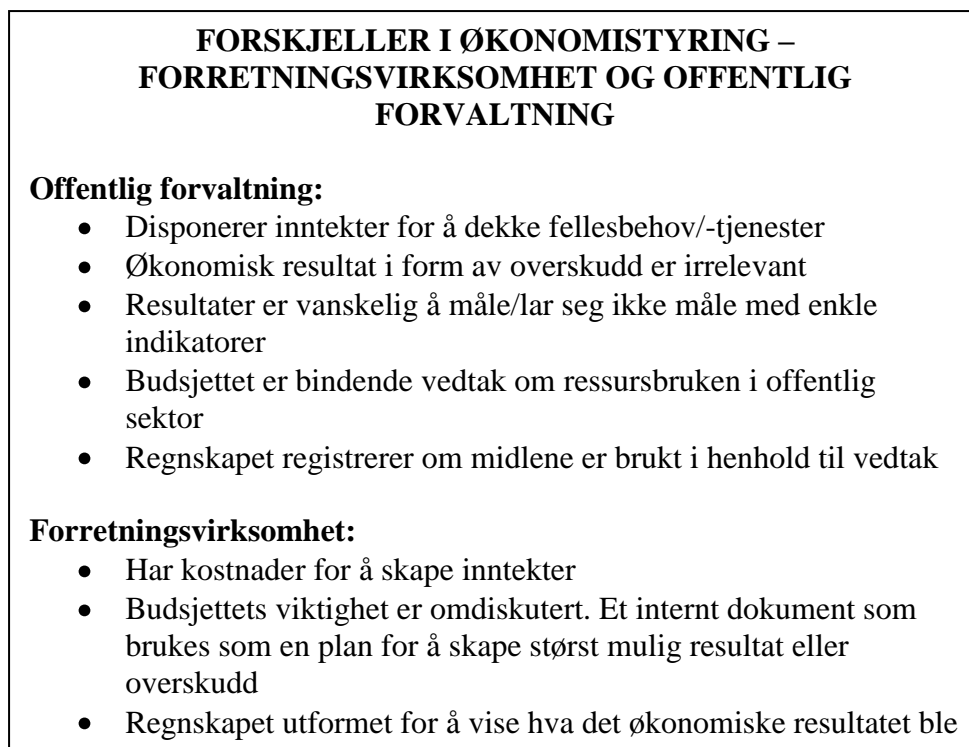 FORSKJELLER I ØKONOMISTYRING –
FORRETNINGSVIRKSOMHET OG OFFENTLIG
FORVALTNING
Offentlig forvaltning:
• Disponerer inntekter for å dekke fellesbehov/-tjenester
• Økonomisk resultat i form av overskudd er irrelevant
• Resultater er vanskelig å måle/lar seg ikke måle med enkle
indikatorer
• Budsjettet er bindende vedtak om ressursbruken i offentlig
sektor
• Regnskapet registrerer om midlene er brukt i henhold til vedtak
Forretningsvirksomhet:
• Har kostnader for å skape inntekter
• Budsjettets viktighet er omdiskutert. Et internt dokument som
brukes som en plan for å skape størst mulig resultat eller
overskudd
• Regnskapet utformet for å vise hva det økonomiske resultatet ble